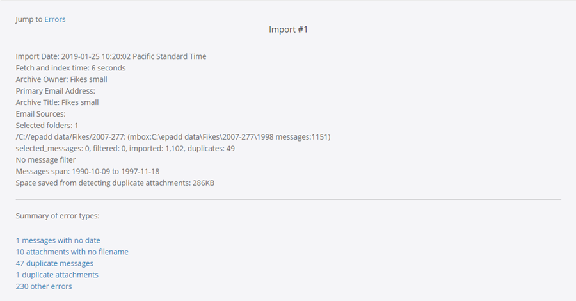 Jump to Errors
Import #1
Import Date: 2019-01-25 10:20:02 Pacific Standard Time
Fetch and index time: 6 seconds
Archive Owner: Fikes small
Primary Email Address:
Archive Title: Fikes small
Email Sources:
Selected folders: 1
/C://epadd data/Fikes/2007-277: (mbox:C:\epadd data\Fikes\2007-277\1998 messages:1151)
selected_messages: 0, filtered: 0, imported: 1,102, duplicates: 49
No message filter
Messages span: 1990-10-09 to 1997-11-18
Space saved from detecting duplicate attachments: 286KB
Summary of error types:
1 messages with no date
10 attachments with no filename
47 duplicate messages
1 duplicate attachments
230 other errors